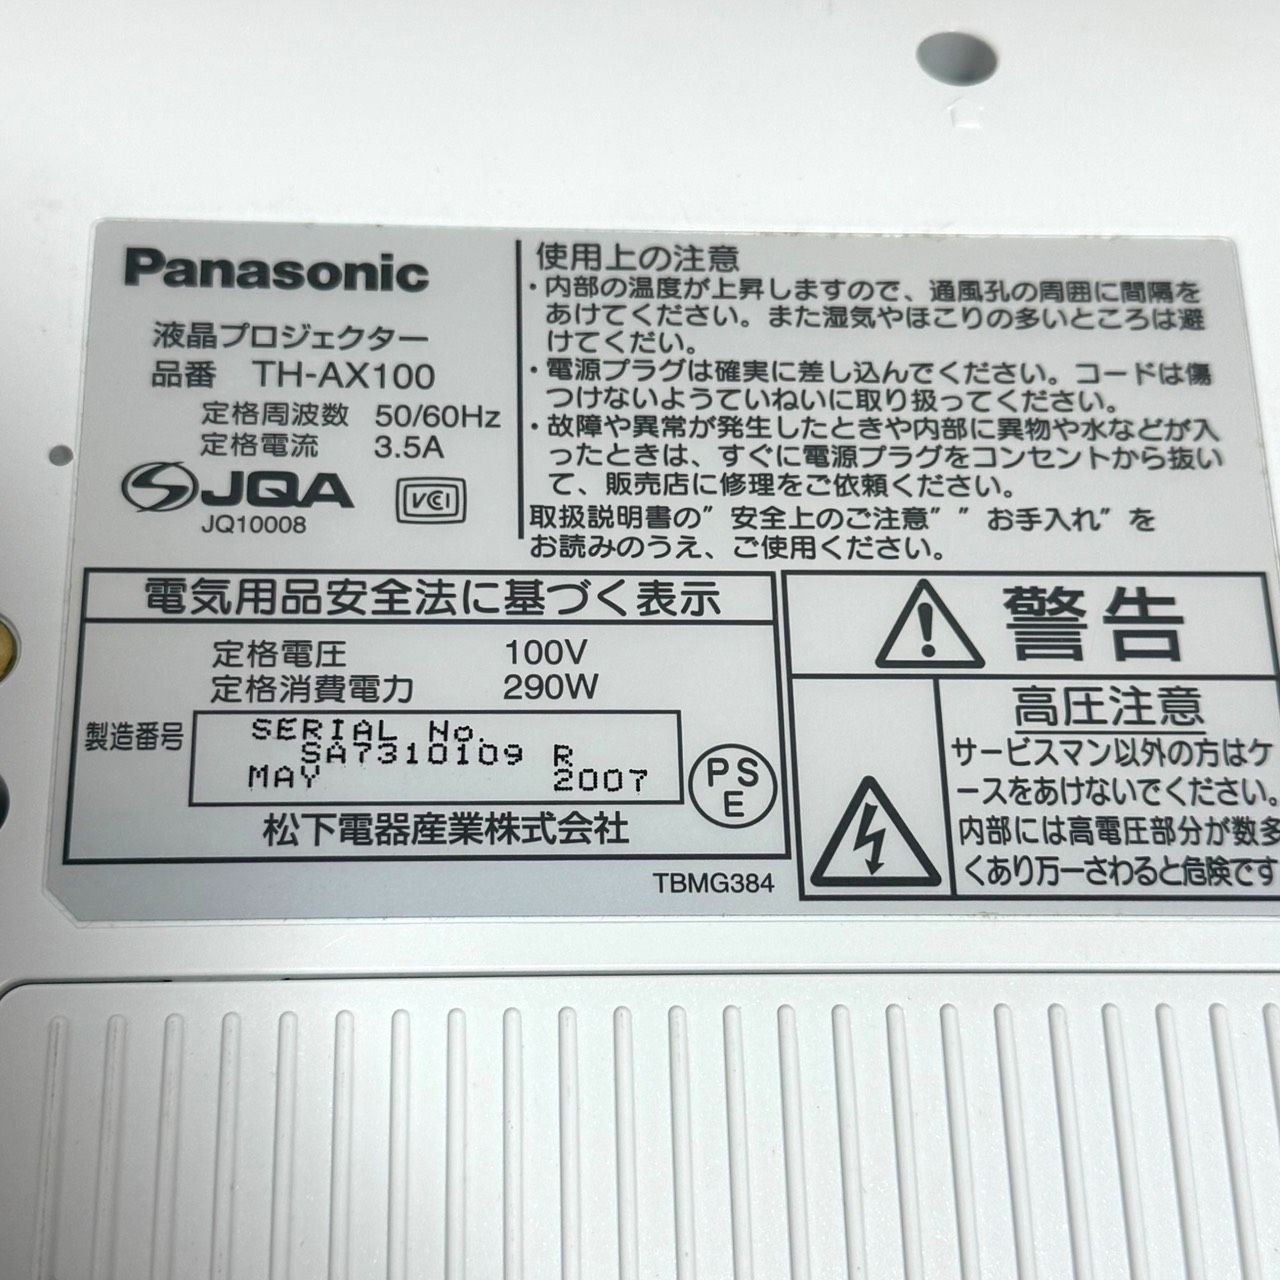 Panasonic
液晶プロジェクター
品番 TH-AX100
定格周波数 50/60Hz
定格電流 3.5A
JQA
JQ10008
VCI
使用上の注意
・内部の温度が上昇しますので、通風孔の周囲に間隔を
あけてください。また湿気やほこりの多いところは避
けてください。
・電源プラグは確実に差し込んでください。コードは傷
つけないようていねいに取り扱ってください。
・故障や異常が発生したときや内部に異物や水などが入
ったときは、すぐに電源プラグをコンセントから抜い
て、販売店に修理をご依頼ください。
取扱説明書の”安全上のご注意”“お手入れ”を
お読みのうえ、ご使用ください。
電気用品安全法に基づく表示
定格電圧 100V
定格消費電力 290W
製造番号
SERIAL No.
SA7310109 R
MAY 2007
PSE
松下電器産業株式会社
TBMG384
警告
高圧注意
サービスマン以外の方はケ
ースをあけないでください。
内部には高電圧部分が数多
くあり万一さわると危険です